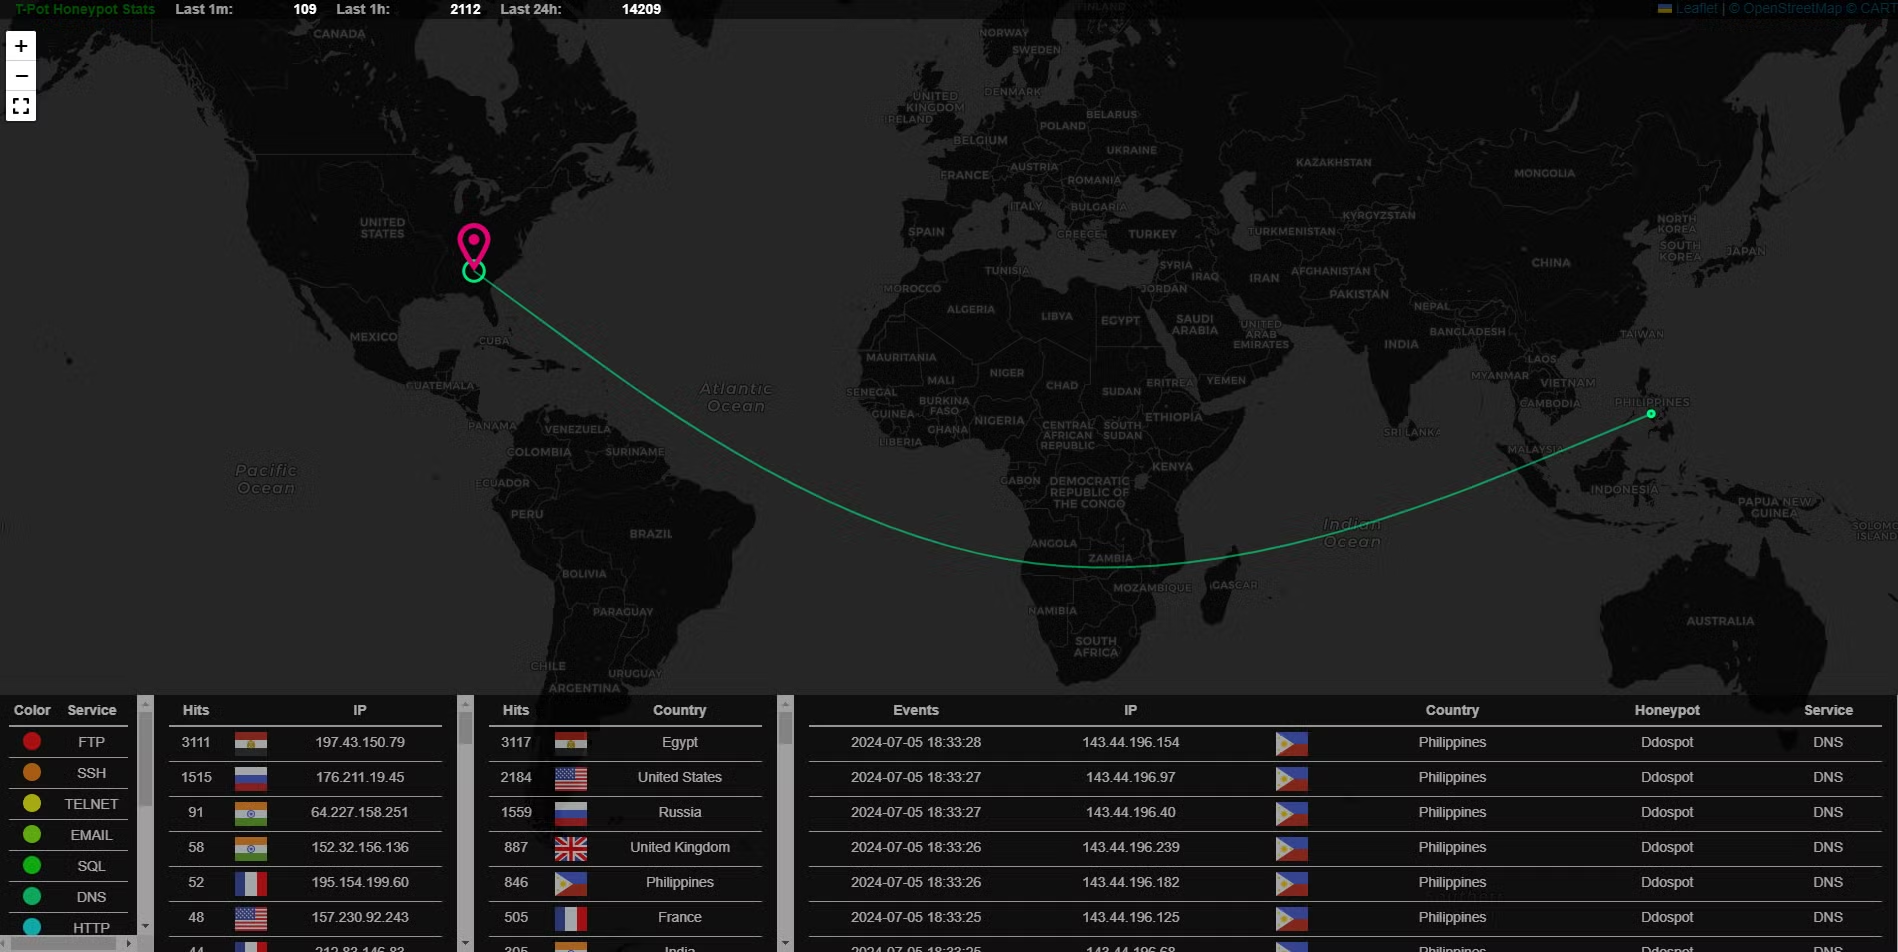 T-Pot Honeypot Stats Last 1m: 109 Last 1h: 2112 Last 24h: 14209
Leaflet | © OpenStreetMap © CART
+
−
FINLAND
CANADA
NORWAY
SWEDEN
UNITED KINGDOM
DENMARK
IRELAND
BELARUS
POLAND
BELGIUM
UKRAINE
AUSTRIA
FRANCE
ROMANIA
KAZAKHSTAN
MONGOLIA
ITALY
BULGARIA
KYRGYZSTAN
UNITED STATES
SPAIN
GREECE
TURKEY
TURKMENISTAN
NORTH KOREA
SOUTH KOREA
JAPAN
TUNISIA
SYRIA
IRAQ
IRAN
AFGHANISTAN
CHINA
MOROCCO
JORDAN
PAKISTAN
ALGERIA
LIBYA
EGYPT
SAUDI ARABIA
UNITED ARAB EMIRATES
NEPAL
BANGLADESH
TAIWAN
MEXICO
CUBA
INDIA
MAURITANIA
LAOS
GUATEMALA
Atlantic Ocean
MALI
NIGER
CHAD
SUDAN
ERITREA
YEMEN
MYANMAR
VIETNAM
SENEGAL
BURKINA FASO
GUINEA
GHANA
NIGERIA
ETHIOPIA
CAMBODIA
PHILIPPINES
PANAMA
VENEZUELA
LIBERIA
CENTRAL AFRICAN REPUBLIC
SOUTH SUDAN
SRI LANKA
COLOMBIA
SURINAME
MALAYSIA
Pacific Ocean
ECUADOR
GABON
DEMOCRATIC REPUBLIC OF THE CONGO
KENYA
INDONESIA
PAPUA NEW GUINEA
PERU
BRAZIL
Indian Ocean
SOLOMO
ISLAND
ANGOLA
ZAMBIA
BOLIVIA
MOZAMBIQUE
GASCAR
PARAGUAY
NAMIBIA
AUSTRALIA
SOUTH AFRICA
CHILE
URUGUAY
ARGENTINA
Color Service
FTP
SSH
TELNET
EMAIL
SQL
DNS
HTTP
Hits IP
3111 197.43.150.79
1515 176.211.19.45
91 64.227.158.251
58 152.32.156.136
52 195.154.199.60
48 157.230.92.243
44 212.83.146.83
Hits Country
3117 Egypt
2184 United States
1559 Russia
887 United Kingdom
846 Philippines
505 France
305 India
Events IP Country Honeypot Service
2024-07-05 18:33:28 143.44.196.154 Philippines Ddospot DNS
2024-07-05 18:33:27 143.44.196.97 Philippines Ddospot DNS
2024-07-05 18:33:27 143.44.196.40 Philippines Ddospot DNS
2024-07-05 18:33:26 143.44.196.239 Philippines Ddospot DNS
2024-07-05 18:33:26 143.44.196.182 Philippines Ddospot DNS
2024-07-05 18:33:25 143.44.196.125 Philippines Ddospot DNS
2024-07-05 18:33:25 143.44.196.68 Philippines Ddospot DNS